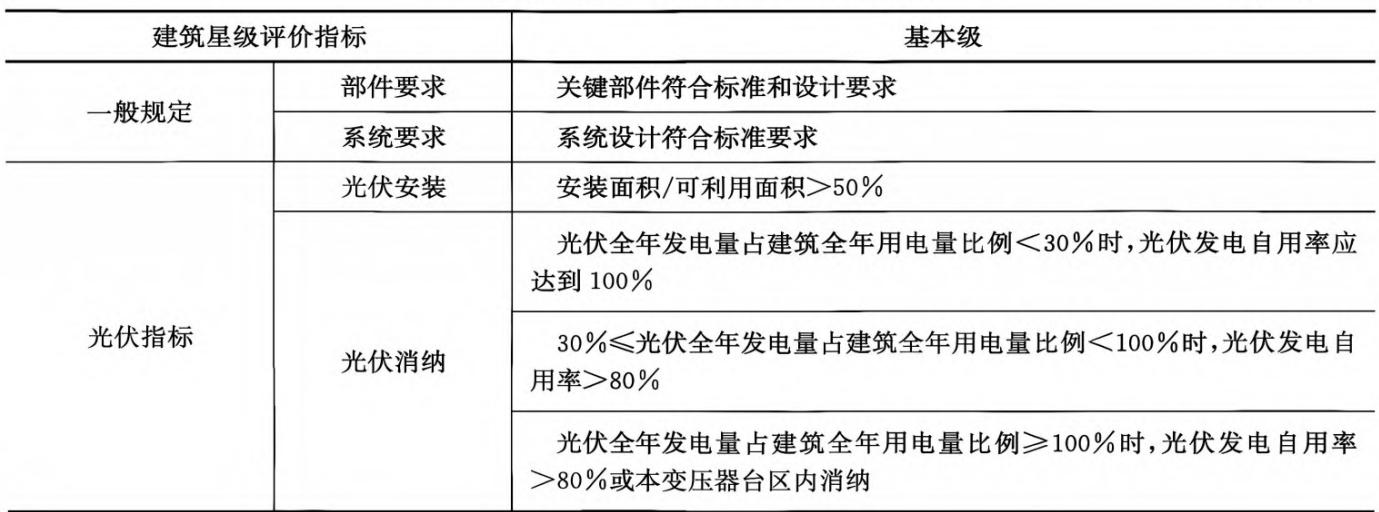 建筑星级评价指标
基本级
一般规定
部件要求
关键部件符合标准和设计要求
系统要求
系统设计符合标准要求
光伏指标
光伏安装
安装面积/可利用面积＞50％
光伏消纳
光伏全年发电量占建筑全年用电量比例＜30％时，光伏发电自用率应
达到 100％
30％≤光伏全年发电量占建筑全年用电量比例＜100％时，光伏发电自
用率＞80％
光伏全年发电量占建筑全年用电量比例≥100％时，光伏发电自用率
＞80％或本变压器台区内消纳